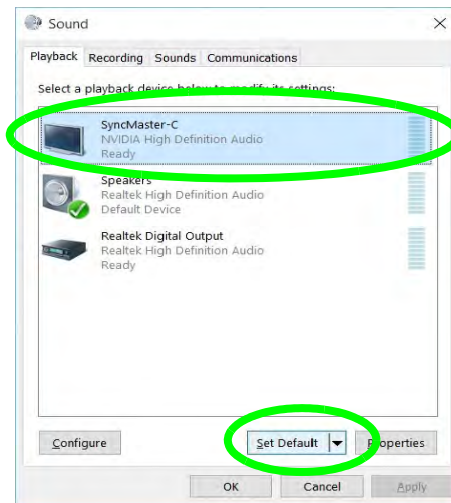 Sound
Playback Recording Sounds Communications
Select a playback device below to modify its settings:
SyncMaster-C
NVIDIA High Definition Audio
Ready
Speakers
Realtek High Definition Audio
Default Device
Realtek Digital Output
Realtek High Definition Audio
Ready
Configure Set Default Properties
OK Cancel Apply